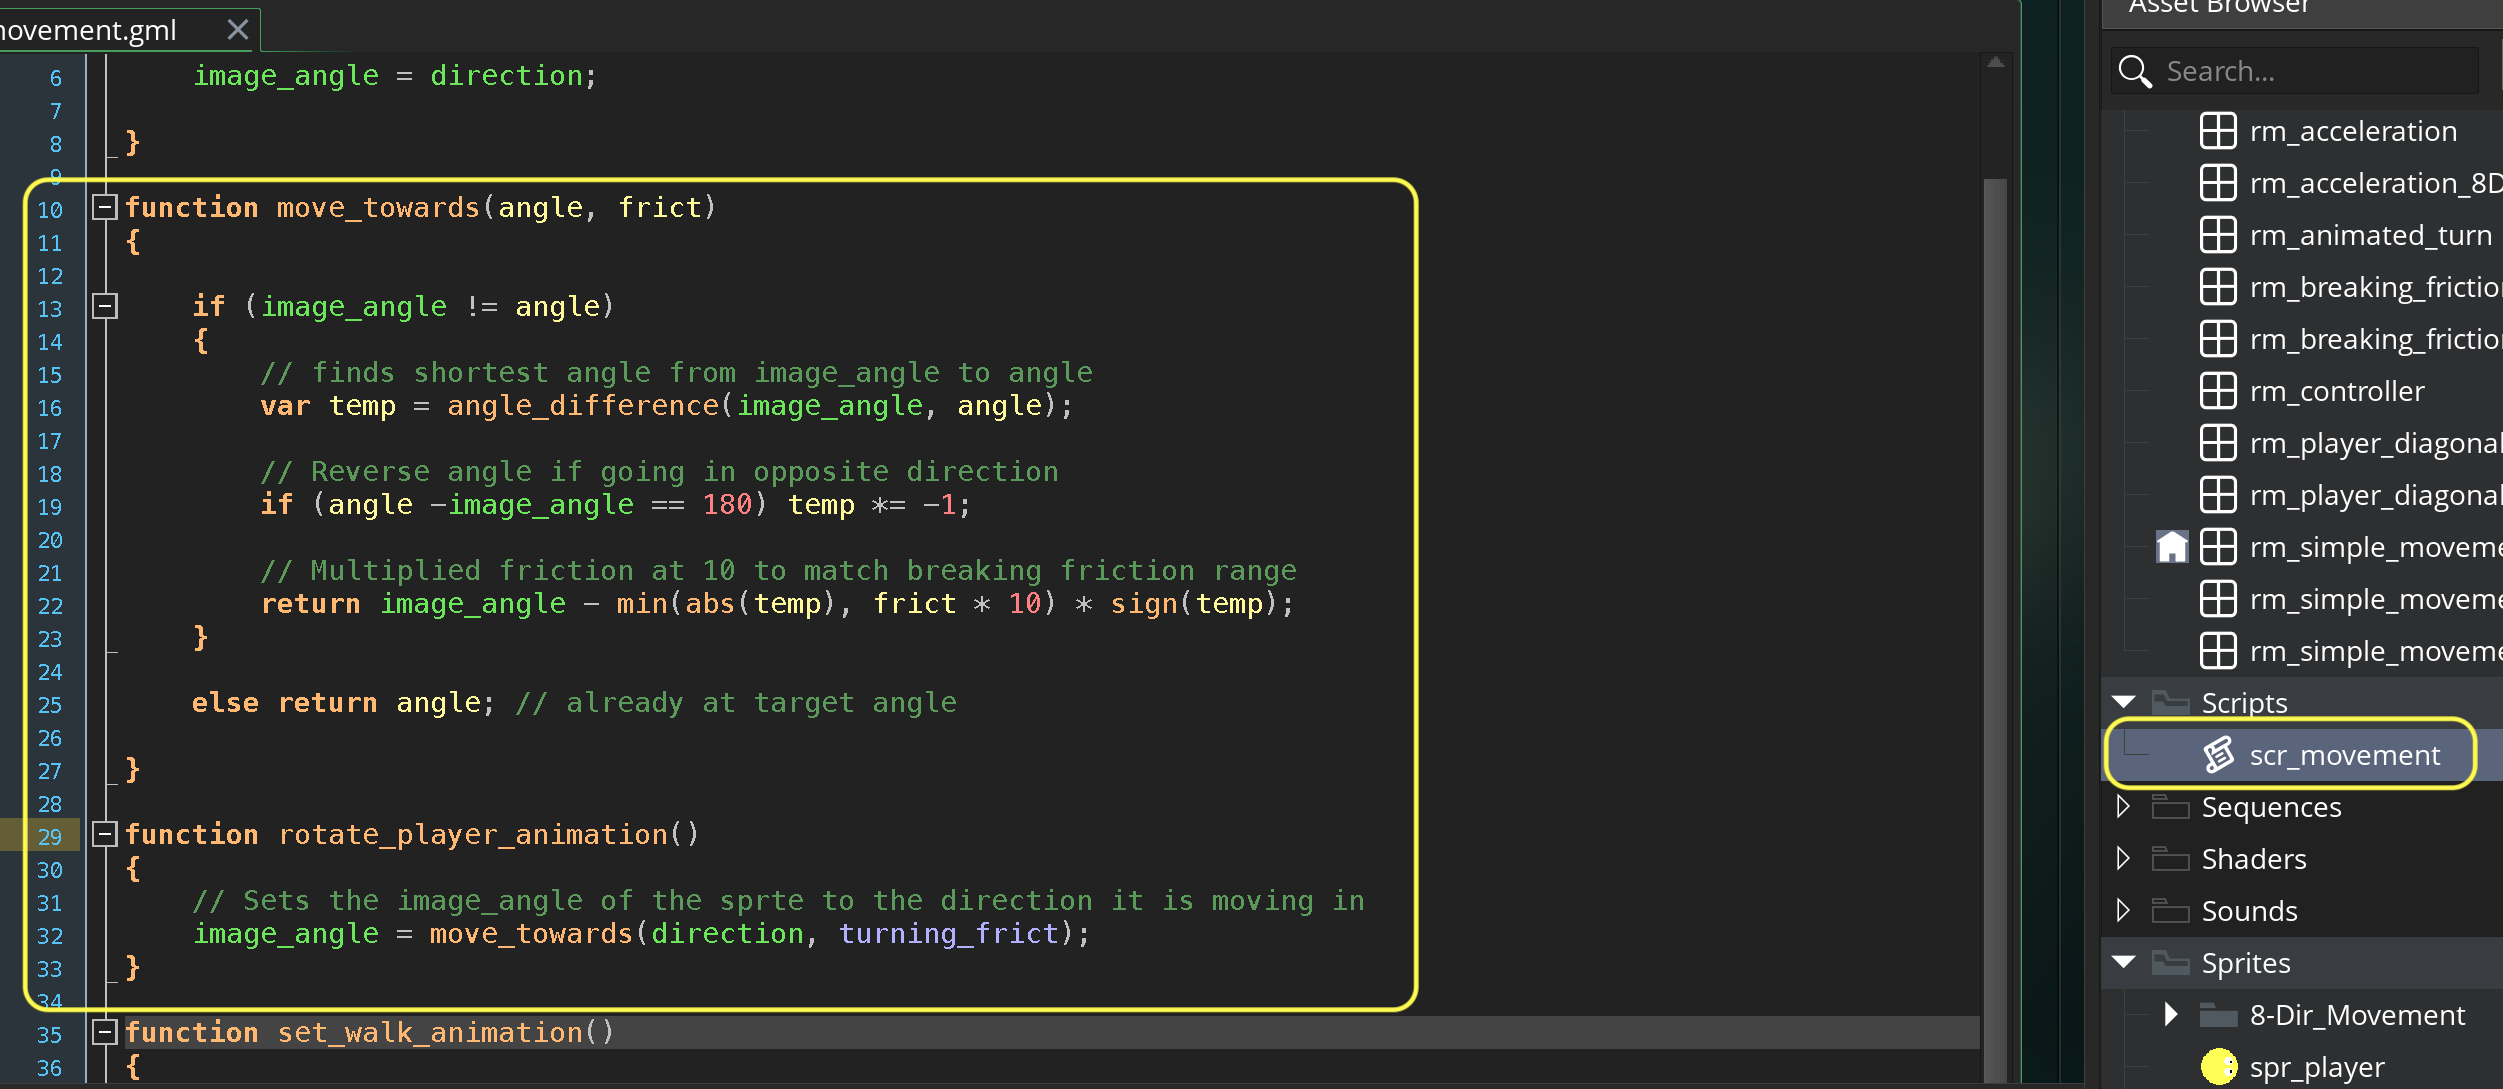 ovement.gml
6 image_angle = direction;
7
8 }
9
10 function move_towards(angle, frict)
11 {
12
13 if (image_angle != angle)
14 {
15 // finds shortest angle from image_angle to angle
16 var temp = angle_difference(image_angle, angle);
17
18 // Reverse angle if going in opposite direction
19 if (angle -image_angle == 180) temp *= -1;
20
21 // Multiplied friction at 10 to match breaking friction range
22 return image_angle - min(abs(temp), frict * 10) * sign(temp);
23 }
24
25 else return angle; // already at target angle
26
27 }
28
29 function rotate_player_animation()
30 {
31 // Sets the image_angle of the sprte to the direction it is moving in
32 image_angle = move_towards(direction, turning_frict);
33 }
34
35 function set_walk_animation()
36 {
Asset Browser
Search...
rm_acceleration
rm_acceleration_8D
rm_animated_turn
rm_breaking_frictio
rm_breaking_frictio
rm_controller
rm_player_diagonal
rm_player_diagonal
rm_simple_moveme
rm_simple_moveme
rm_simple_moveme
Scripts
scr_movement
Sequences
Shaders
Sounds
Sprites
8-Dir_Movement
spr_player